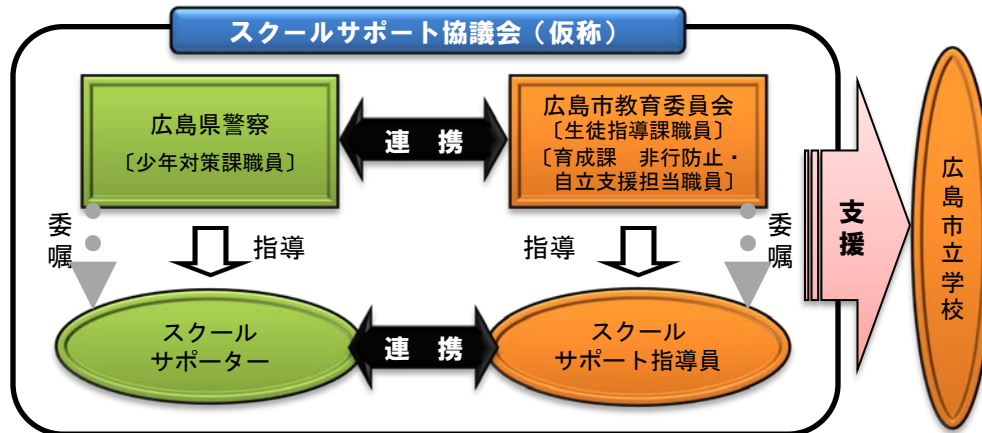 スクールサポート協議会（仮称）
広島県警察
〔少年対策課職員〕
連　携
広島市教育委員会
〔生徒指導課職員〕
〔育成課　非行防止・
自立支援担当職員〕
委嘱
指導
指導
委嘱
スクール
サポーター
連　携
スクール
サポート指導員
支援
広島市立学校